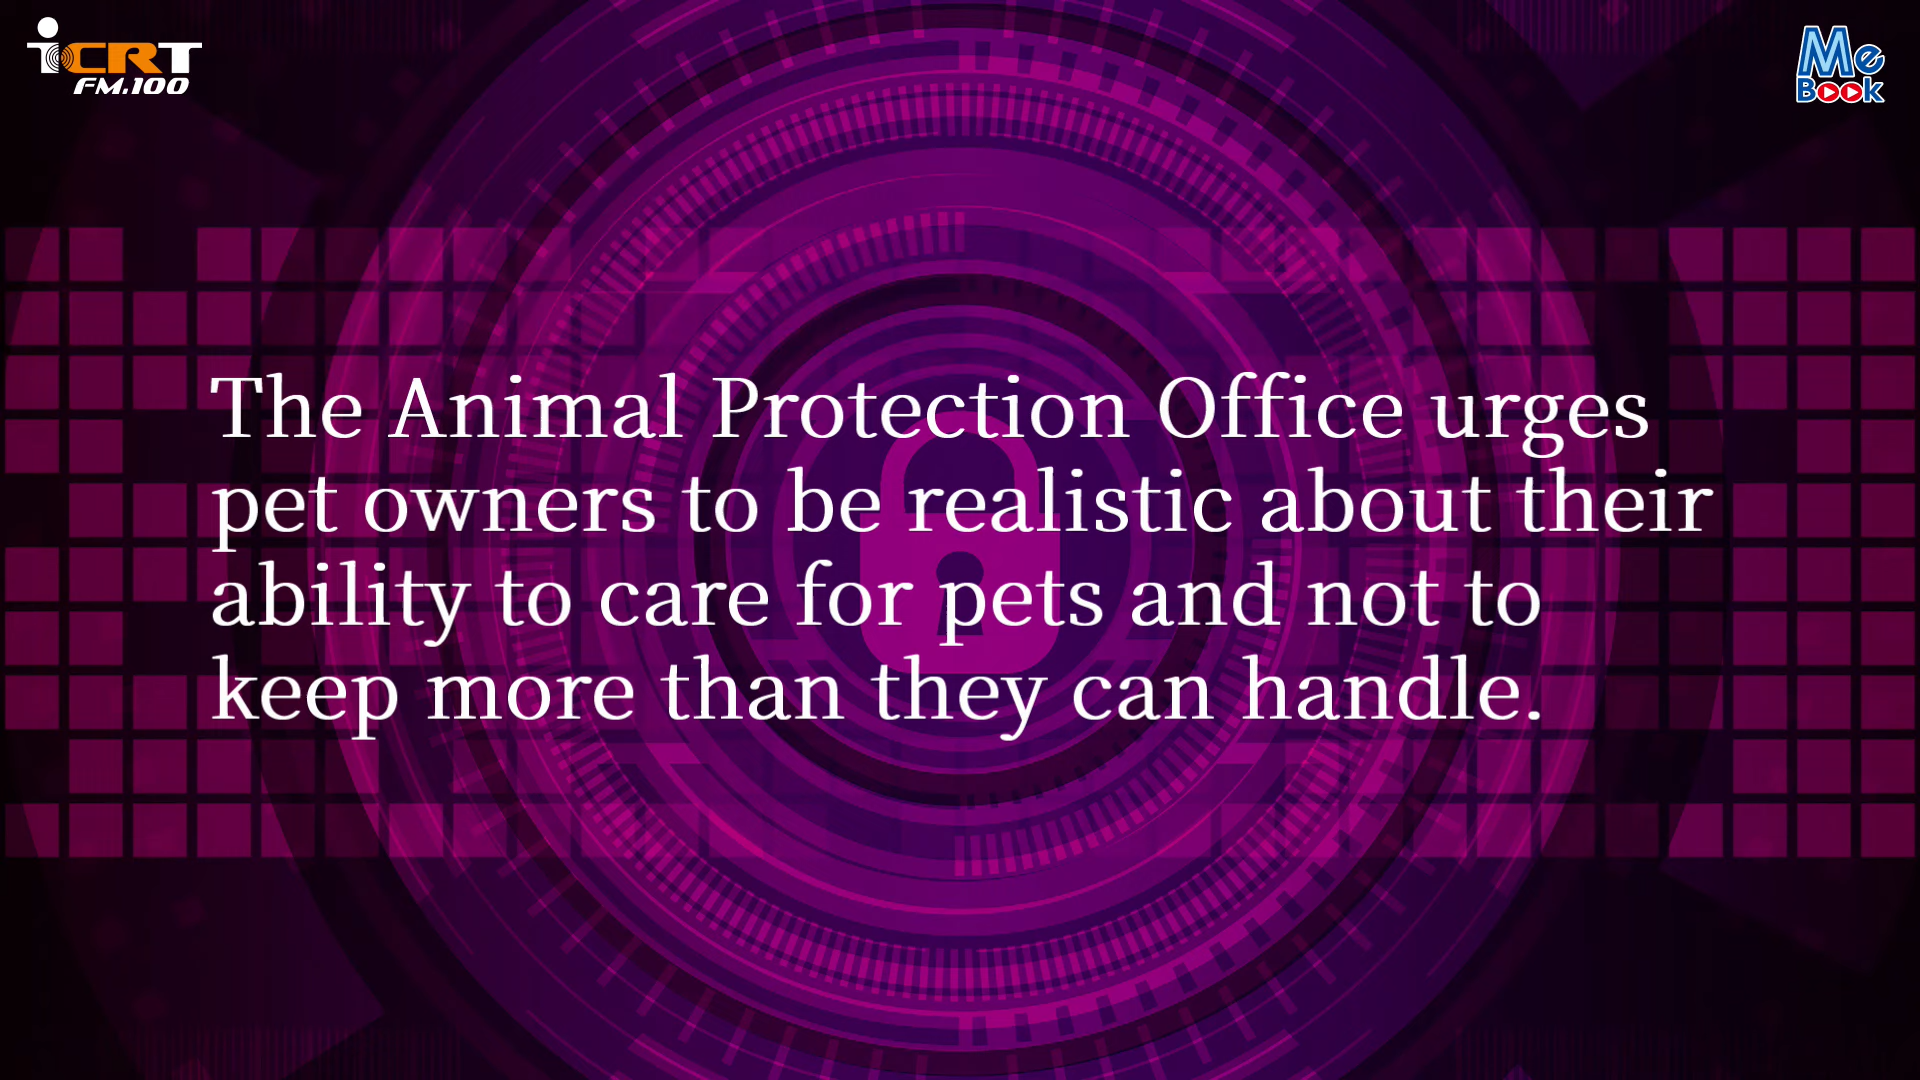 iCRT
FM.100
Me
Book
The Animal Protection Office urges
pet owners to be realistic about their
ability to care for pets and not to
keep more than they can handle.